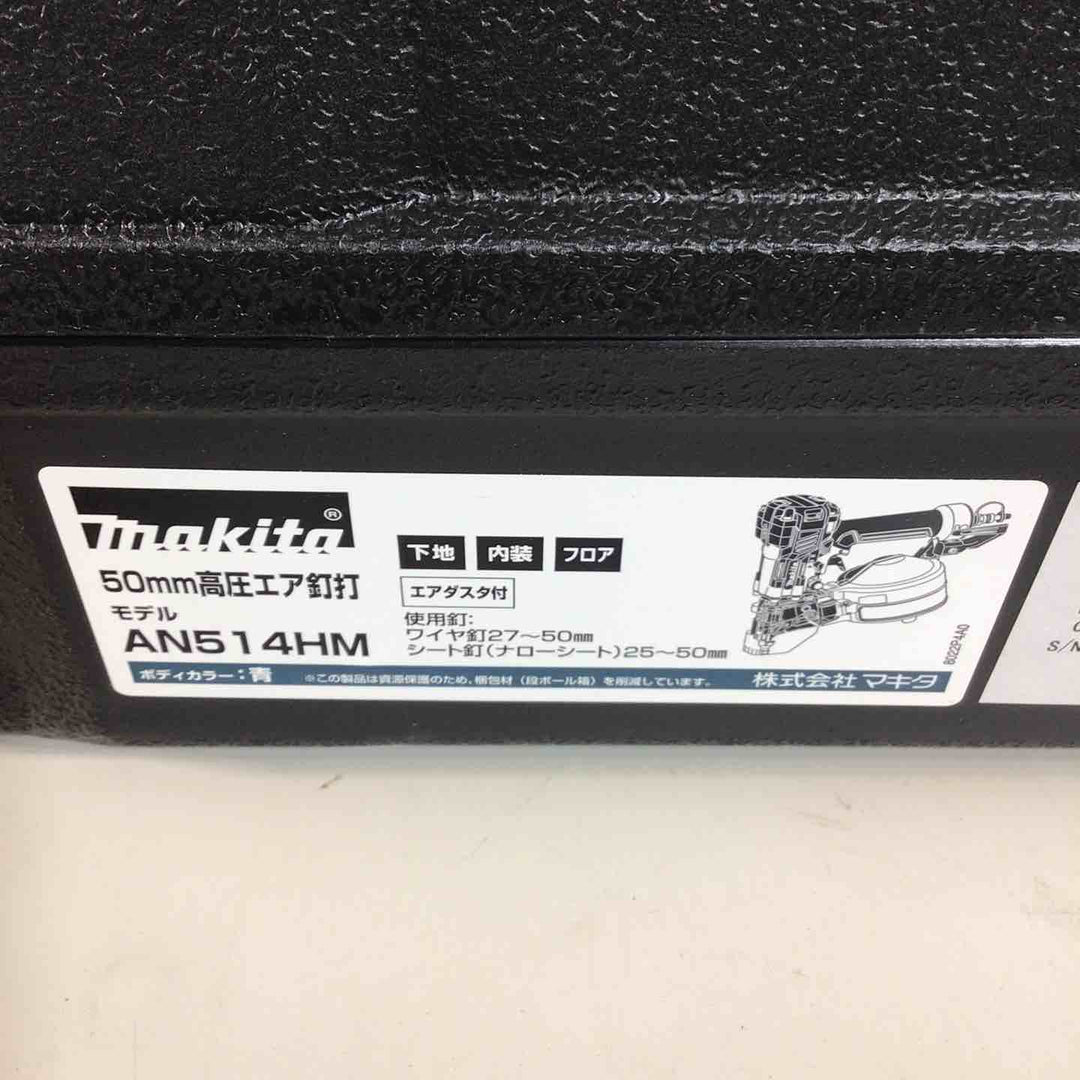 makita®
50mm高圧エア釘打
モデル
AN514HM
下地 内装 フロア
エアダスタ付
使用釘:
ワイヤ釘27～50mm
シート釘(ナローシート)25～50mm
8022P4A0
ボディカラー:青 ※この製品は資源保護のため、梱包材(段ボール箱)を削減しています。 株式会社マキタ
S/N